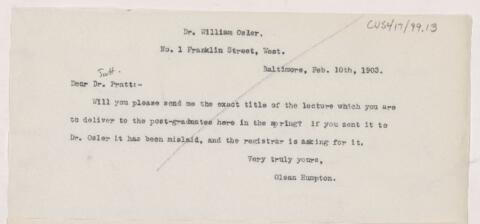 CUS417/99.13
Dr. William Osler,
No. 1 Franklin Street, West.
Baltimore, Feb. 10th, 1903.
Dear Dr. Pratt:-
Will you please send me the exact title of the lecture which you are
to deliver to the post-graduates here in the spring? If you sent it to
Dr. Osler it has been mislaid, and the registrar is asking for it.
Very truly yours,
Olean Humpton.